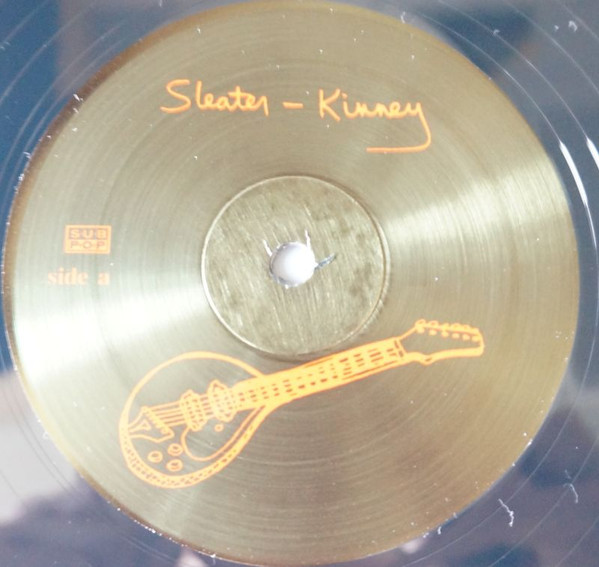 Sleater-Kinney
SUB
POP
side a